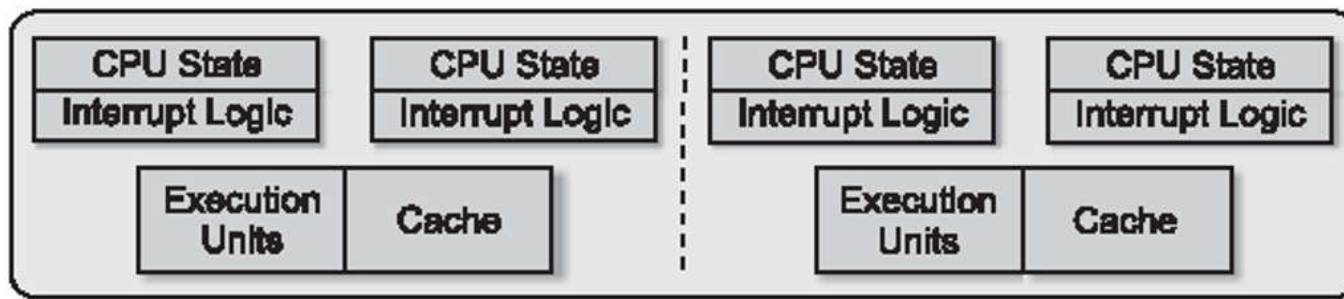 CPU State
Interrupt Logic
CPU State
Interrupt Logic
CPU State
Interrupt Logic
CPU State
Interrupt Logic
Execution
Units
Cache
Execution
Units
Cache